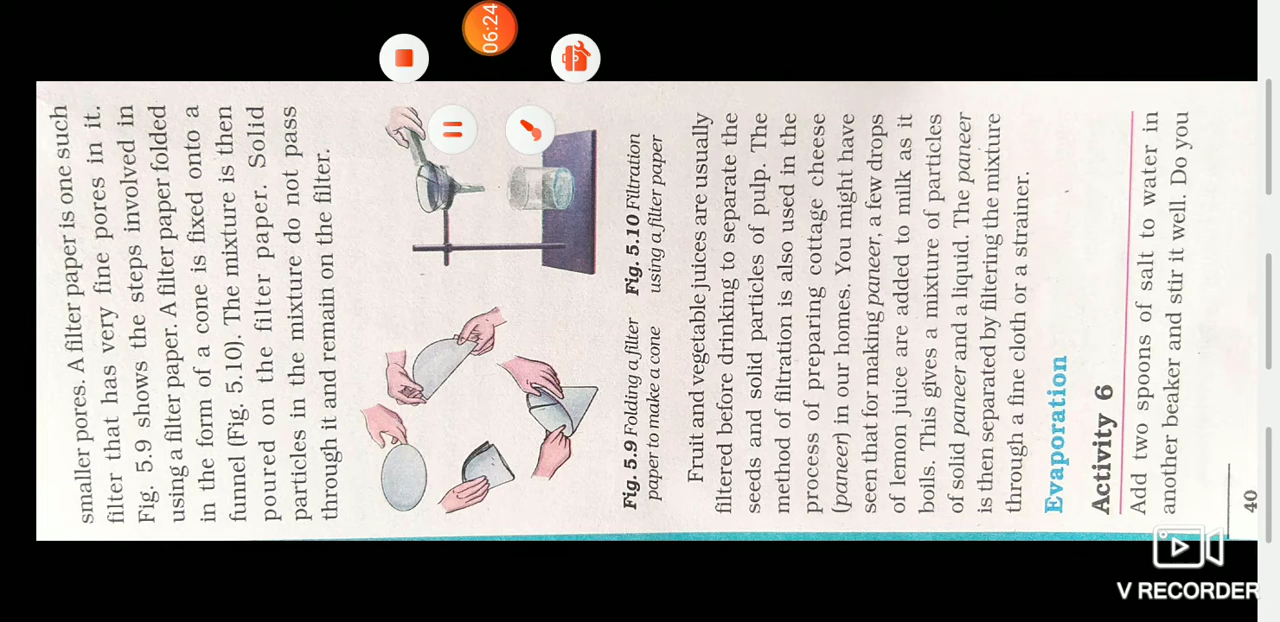 smaller pores. A filter paper is one such
filter that has very fine pores in it.
Fig. 5.9 shows the steps involved in
using a filter paper. A filter paper folded
in the form of a cone is fixed onto a
funnel (Fig. 5.10). The mixture is then
poured on the filter paper. Solid
particles in the mixture do not pass
through it and remain on the filter.
Fig. 5.9 Folding a filter
paper to make a cone
Fig. 5.10 Filtration
using a filter paper
Fruit and vegetable juices are usually
filtered before drinking to separate the
seeds and solid particles of pulp. The
method of filtration is also used in the
process of preparing cottage cheese
(paneer) in our homes. You might have
seen that for making paneer, a few drops
of lemon juice are added to milk as it
boils. This gives a mixture of particles
of solid paneer and a liquid. The paneer
is then separated by filtering the mixture
through a fine cloth or a strainer.
Evaporation
Activity 6
Add two spoons of salt to water in
another beaker and stir it well. Do you
40
06:24
V RECORDER